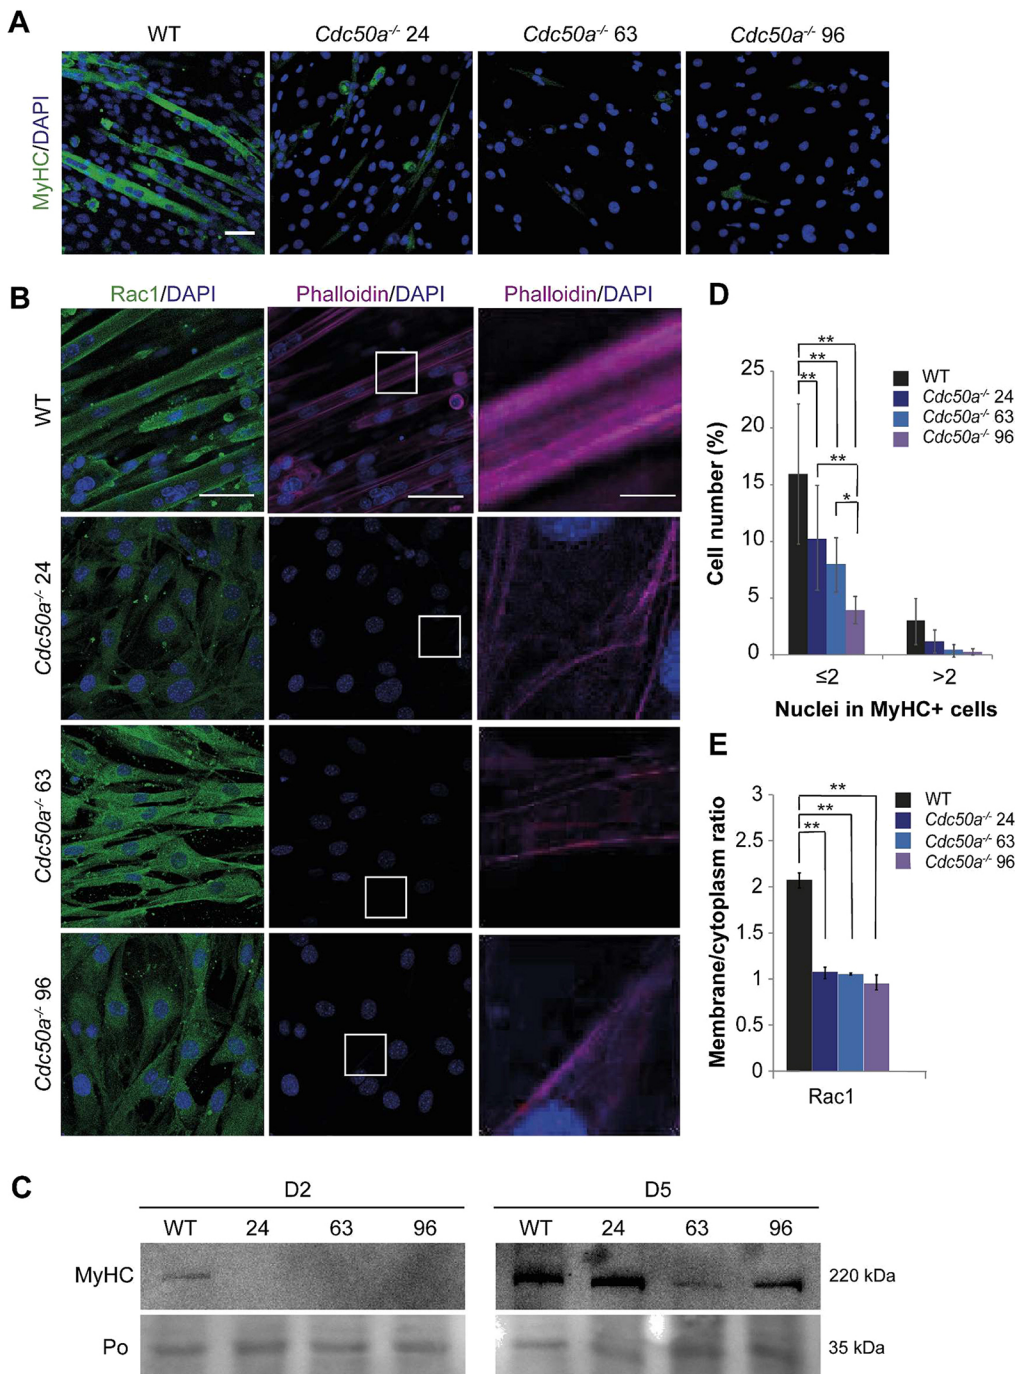 A
WT
Cdc50a-/- 24
Cdc50a-/- 63
Cdc50a-/- 96
MyHC/DAPI
B
Rac1/DAPI
Phalloidin/DAPI
Phalloidin/DAPI
WT
Cdc50a-/- 24
Cdc50a-/- 63
Cdc50a-/- 96
D
Cell number (%)
25
20
15
10
5
0
**
**
**
**
*
WT
Cdc50a-/- 24
Cdc50a-/- 63
Cdc50a-/- 96
≤2
>2
Nuclei in MyHC+ cells
E
Membrane/cytoplasm ratio
3
2.5
2
1.5
1
0.5
0
**
**
**
WT
Cdc50a-/- 24
Cdc50a-/- 63
Cdc50a-/- 96
Rac1
C
D2
D5
WT 24 63 96
WT 24 63 96
MyHC
220 kDa
Po
35 kDa